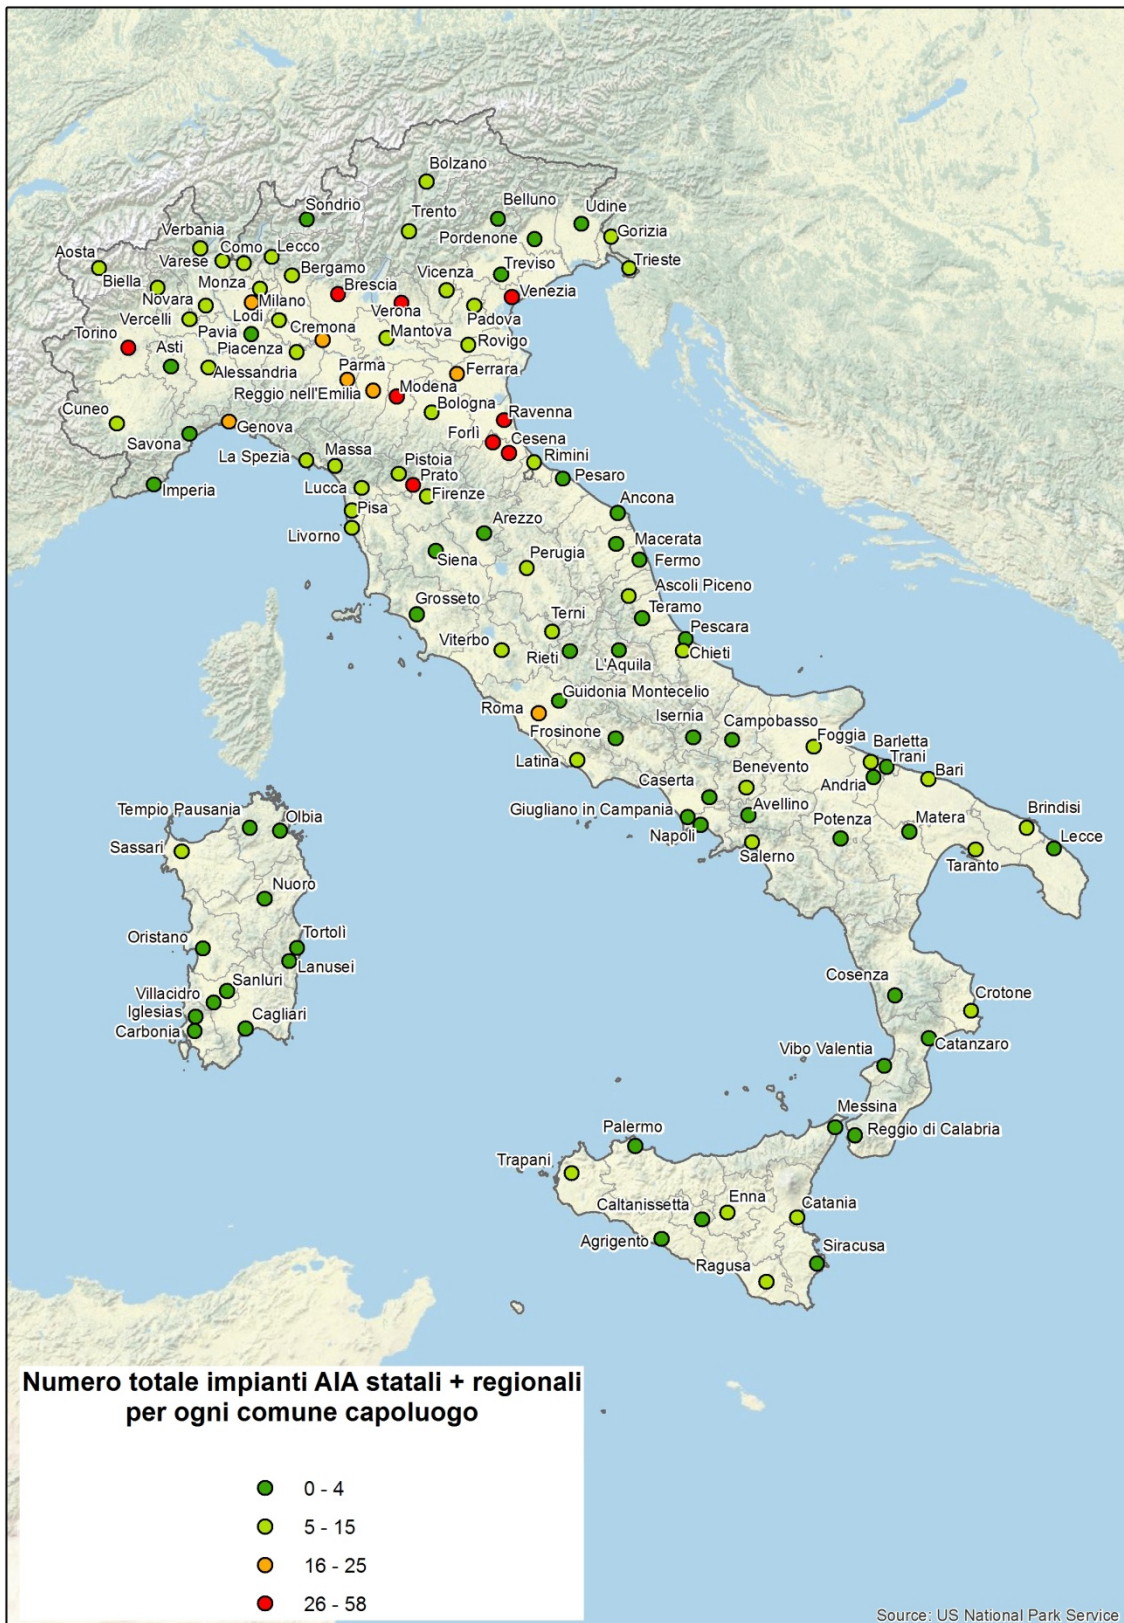 Bolzano
Sondrio
Belluno
Udine
Trento
Verbania
Pordenone
Gorizia
Como
Lecco
Aosta
Varese
Bergamo
Vicenza
Treviso
Trieste
Biella
Monza
Brescia
Venezia
Novara
Milano
Verona
Padova
Vercelli
Lodi
Cremona
Mantova
Torino
Pavia
Rovigo
Asti
Piacenza
Parma
Ferrara
Alessandria
Modena
Reggio nell'Emilia
Bologna
Cuneo
Ravenna
Genova
Forlì
Cesena
Savona
La Spezia
Massa
Pistoia
Rimini
Prato
Pesaro
Imperia
Lucca
Firenze
Pisa
Ancona
Livorno
Arezzo
Macerata
Siena
Perugia
Fermo
Ascoli Piceno
Grosseto
Terni
Teramo
Viterbo
Pescara
Rieti
L'Aquila
Chieti
Guidonia Montecelio
Roma
Isernia
Campobasso
Frosinone
Foggia
Barletta
Latina
Benevento
Trani
Bari
Caserta
Andria
Tempio Pausania
Olbia
Giugliano in Campania
Avellino
Brindisi
Potenza
Matera
Napoli
Sassari
Salerno
Taranto
Lecce
Nuoro
Oristano
Tortolì
Lanusei
Sanluri
Cosenza
Villacidro
Iglesias
Crotone
Cagliari
Carbonia
Catanzaro
Vibo Valentia
Messina
Palermo
Reggio di Calabria
Trapani
Enna
Caltanissetta
Catania
Agrigento
Siracusa
Ragusa
Numero totale impianti AIA statali + regionali
per ogni comune capoluogo
0 - 4
5 - 15
16 - 25
26 - 58
Source: US National Park Service